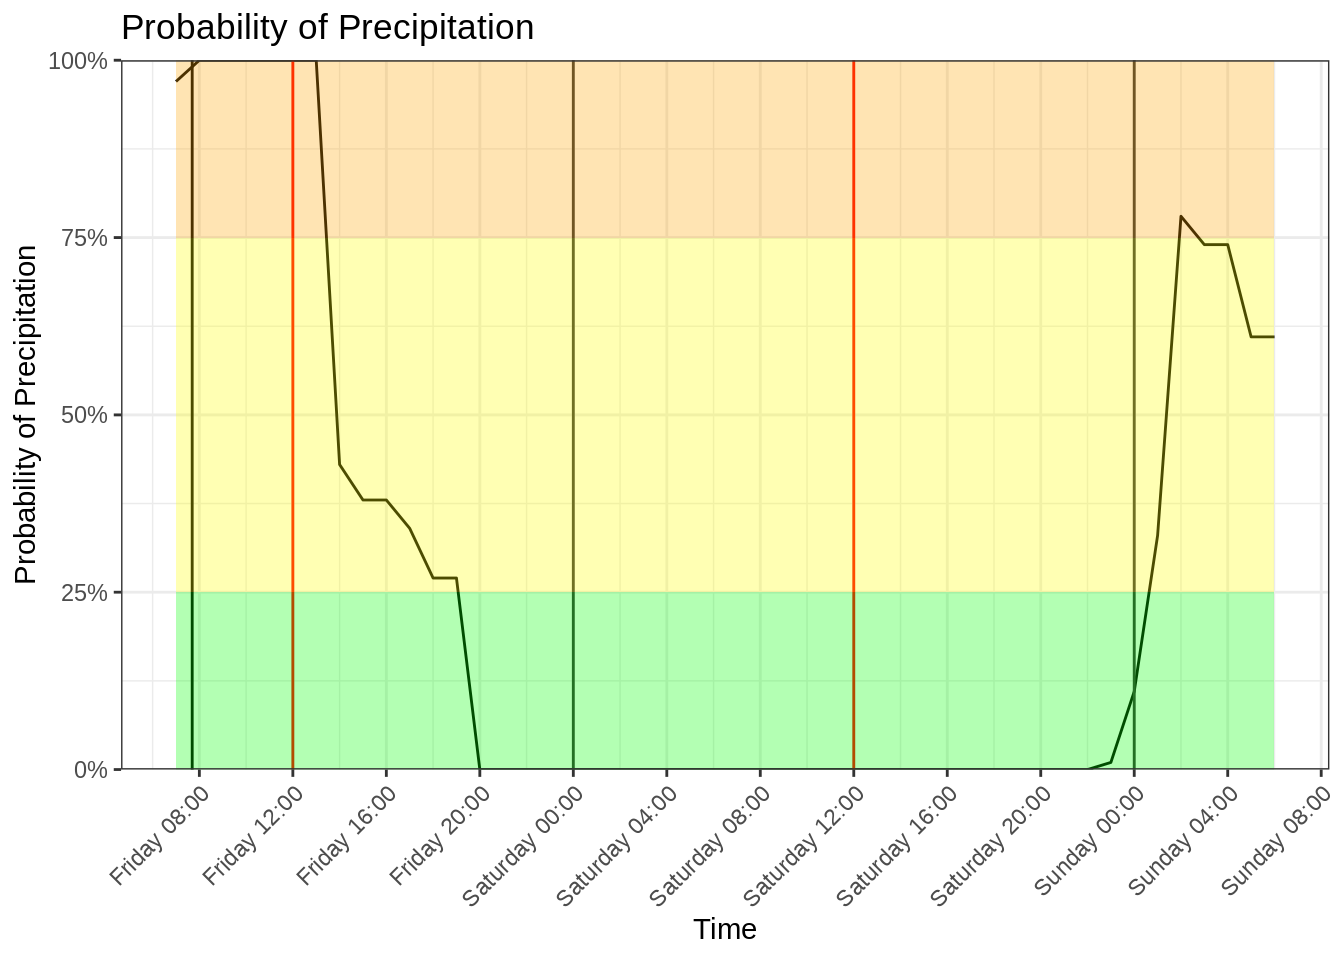 Probability of Precipitation
Probability of Precipitation
100%
75%
50%
25%
0%
Friday 08:00
Friday 12:00
Friday 16:00
Friday 20:00
Saturday 00:00
Saturday 04:00
Saturday 08:00
Saturday 12:00
Saturday 16:00
Saturday 20:00
Sunday 00:00
Sunday 04:00
Sunday 08:00
Time